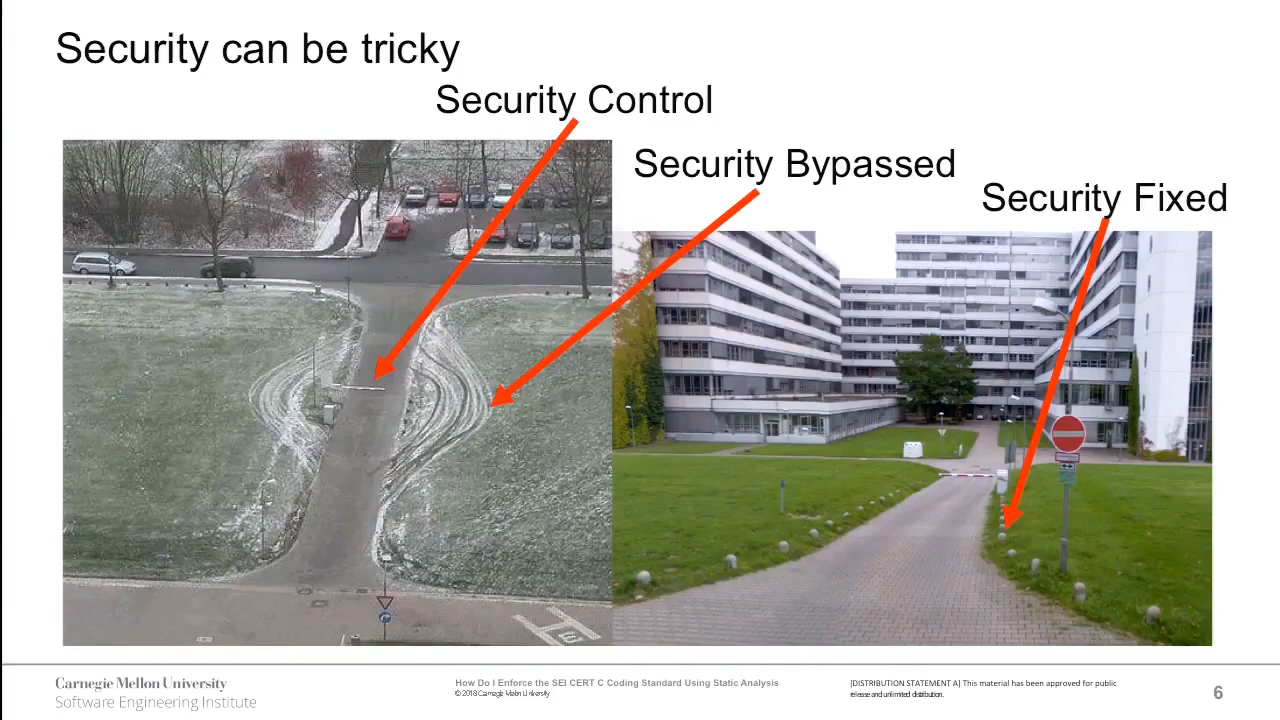 Security can be tricky
Security Control
Security Bypassed
Security Fixed
Carnegie Mellon University
Software Engineering Institute
How Do I Enforce the SEI CERT C Coding Standard Using Static Analysis
© 2018 Carnegie Mellon University
[DISTRIBUTION STATEMENT A] This material has been approved for public
release and unlimited distribution.
6